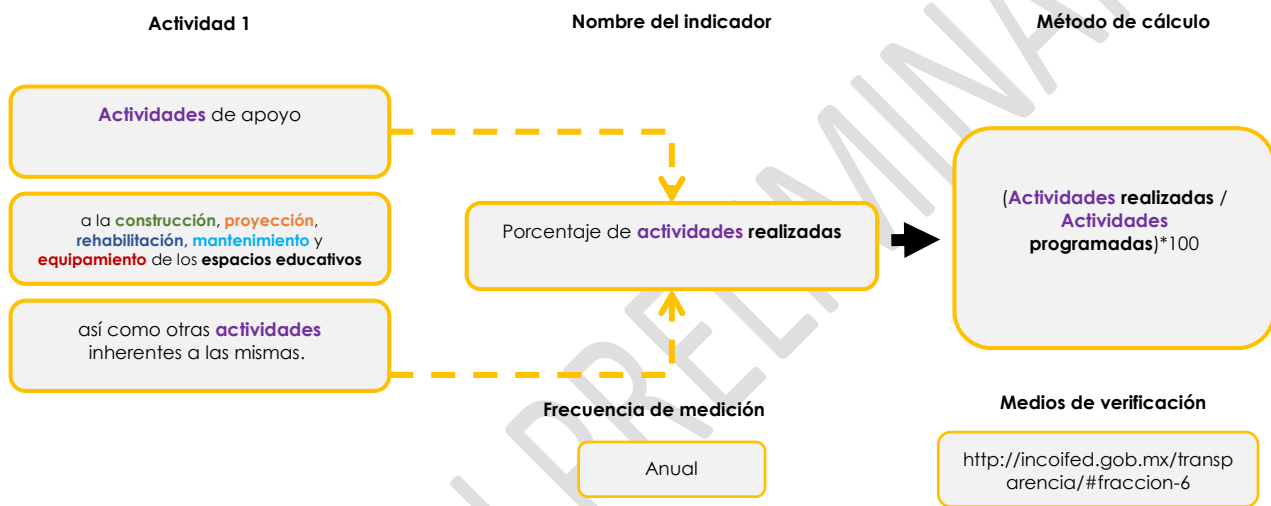 Actividad 1
Nombre del indicador
Método de cálculo
Actividades de apoyo
a la construcción, proyección,
rehabilitación, mantenimiento y
equipamiento de los espacios educativos
así como otras actividades
inherentes a las mismas.
Porcentaje de actividades realizadas
(Actividades realizadas /
Actividades
programadas)*100
Frecuencia de medición
Anual
Medios de verificación
http://incoifed.gob.mx/transp
arencia/#fraccion-6
PRELIMINA